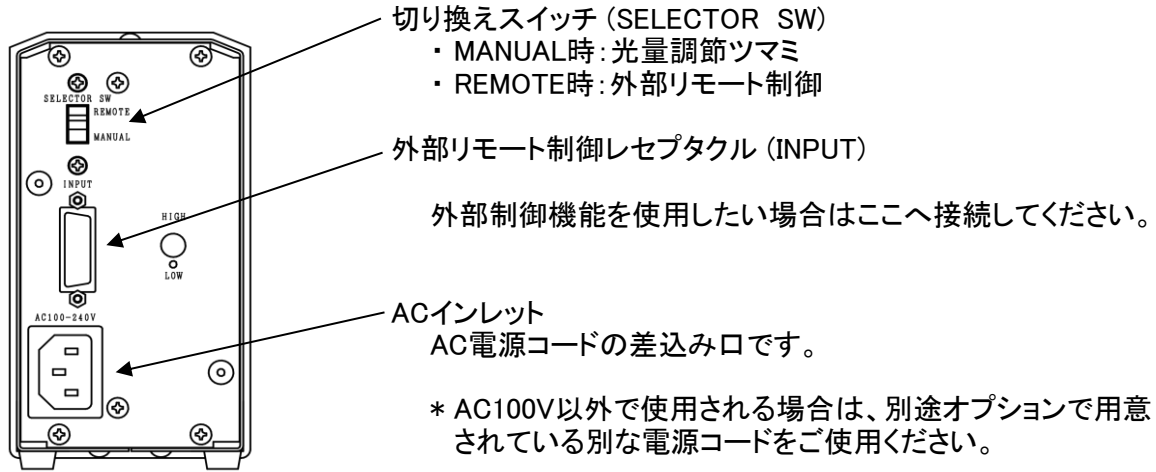 切り換えスイッチ (SELECTOR SW)
・ MANUAL時：光量調節ツマミ
・ REMOTE時：外部リモート制御
SELECTOR SW
REMOTE
MANUAL
外部リモート制御レセプタクル (INPUT)
INPUT
外部制御機能を使用したい場合はここへ接続してください。
HIGH
LOW
AC100-240V
ACインレット
AC電源コードの差込み口です。
* AC100V以外で使用される場合は、別途オプションで用意
されている別な電源コードをご使用ください。